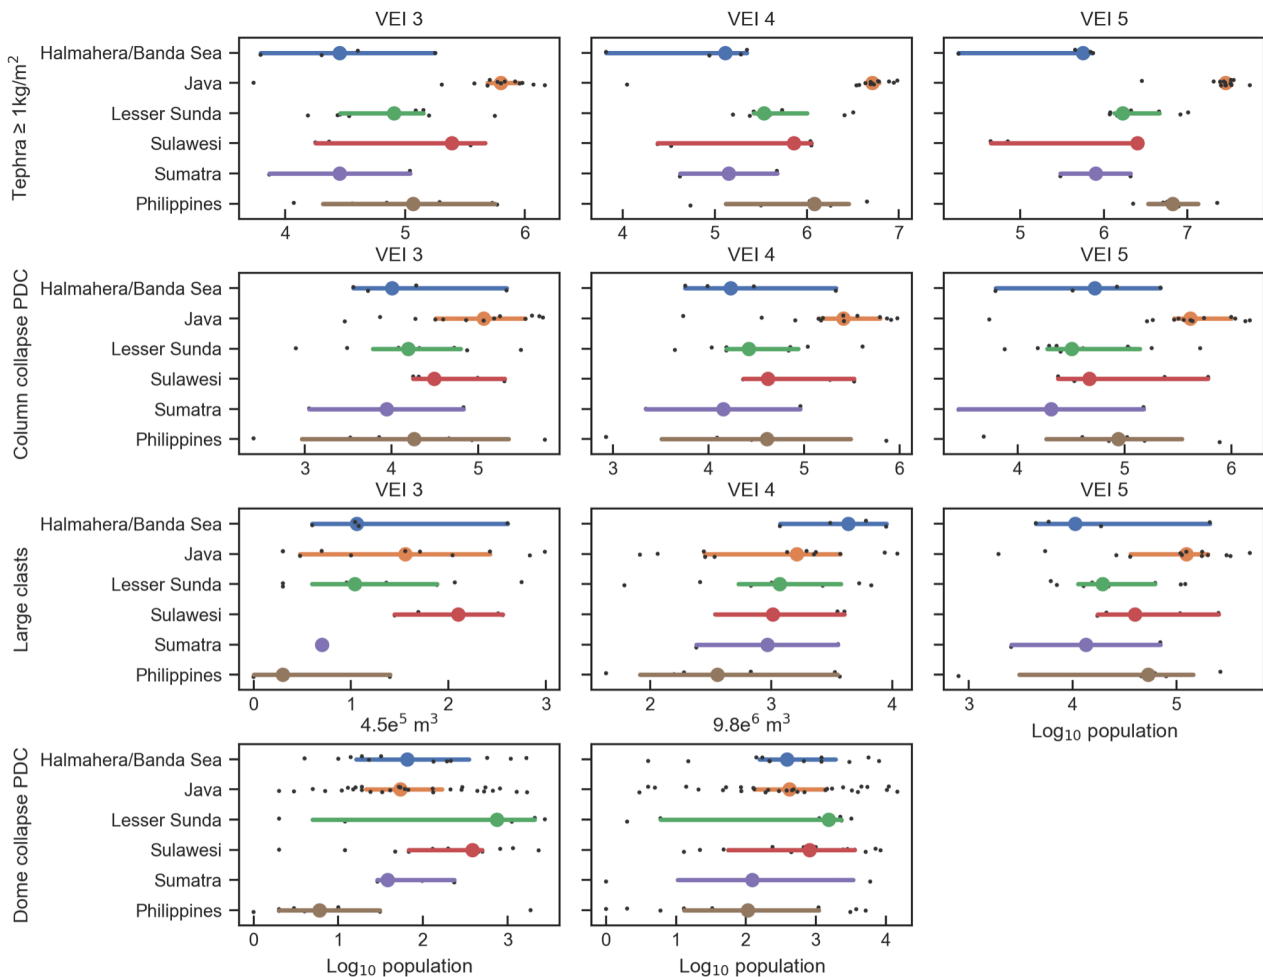 VEI 3 VEI 4 VEI 5
Tephra ≥ 1kg/m²
Halmahera/Banda Sea
Java
Lesser Sunda
Sulawesi
Sumatra
Philippines
4 5 6 4 5 6 7 5 6 7
VEI 3 VEI 4 VEI 5
Column collapse PDC
Halmahera/Banda Sea
Java
Lesser Sunda
Sulawesi
Sumatra
Philippines
3 4 5 3 4 5 6 4 5 6
VEI 3 VEI 4 VEI 5
Large clasts
Halmahera/Banda Sea
Java
Lesser Sunda
Sulawesi
Sumatra
Philippines
0 1 2 3 2 3 4 3 4 5
Log₁₀ population
4.5e⁵ m³ 9.8e⁶ m³
Dome collapse PDC
Halmahera/Banda Sea
Java
Lesser Sunda
Sulawesi
Sumatra
Philippines
0 1 2 3 0 1 2 3 4
Log₁₀ population Log₁₀ population